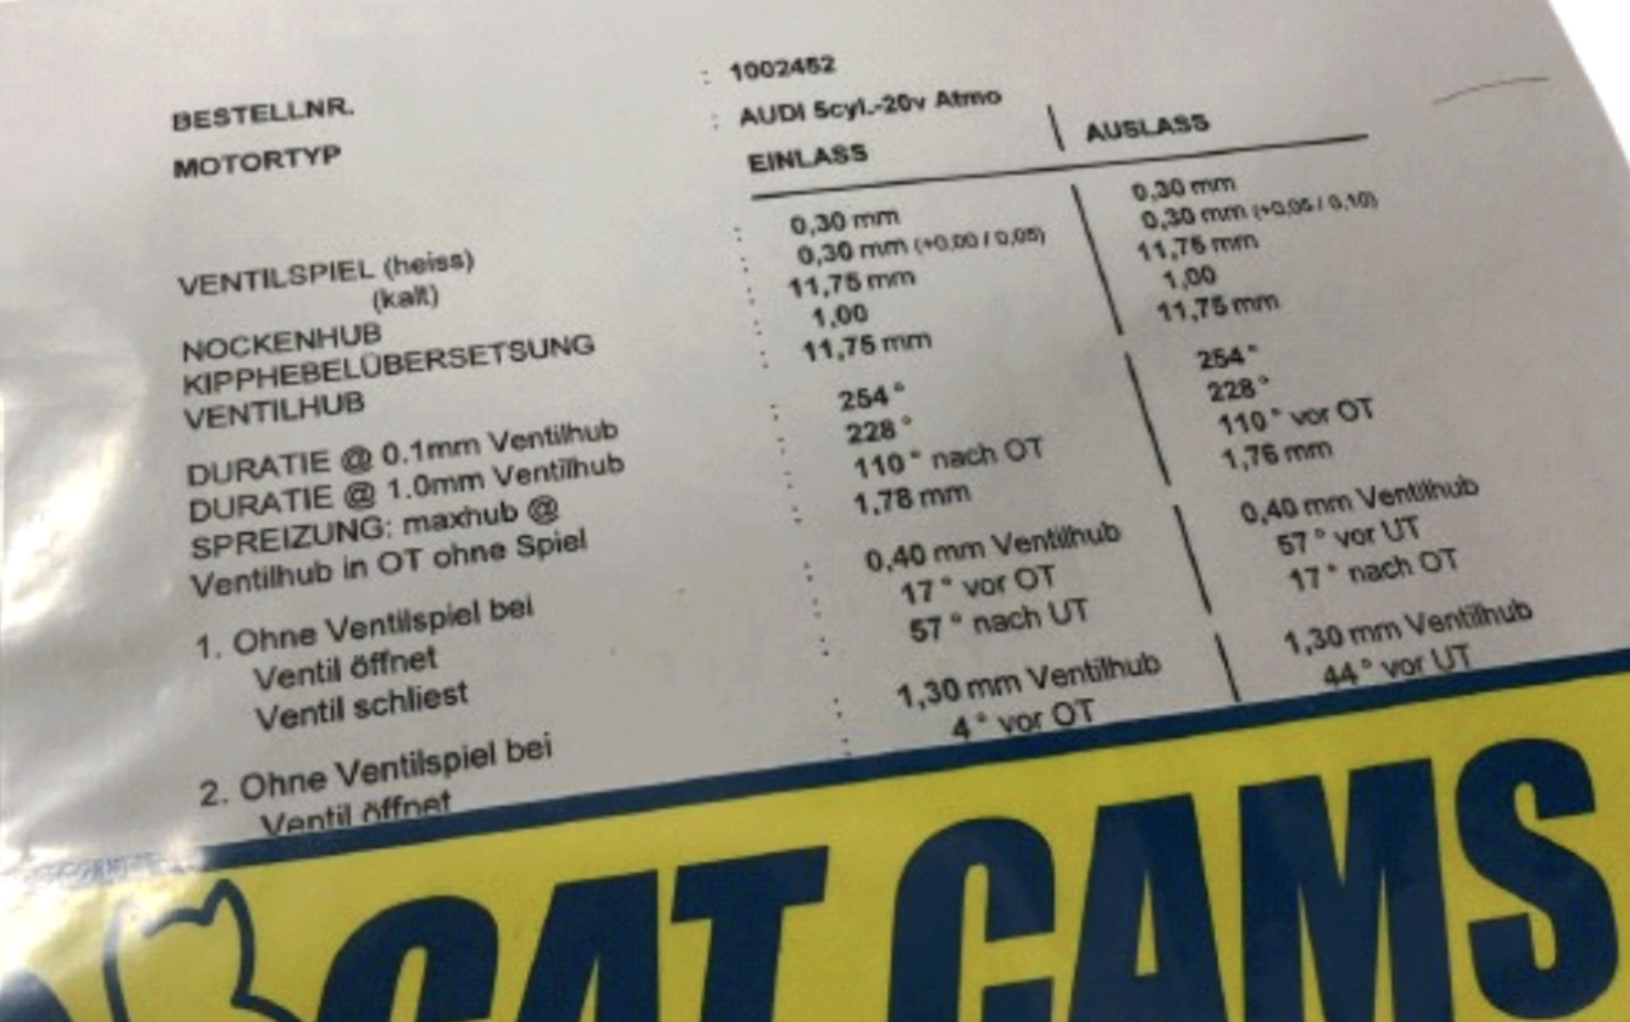 BESTELLNR. : 1002452
MOTORTYP : AUDI 5cyl.-20v Atmo
EINLASS | AUSLASS
VENTILSPIEL (heiss) : 0,30 mm | 0,30 mm
(kalt) : 0,30 mm (+0,00 / 0,05) | 0,30 mm (+0,05 / 0,10)
NOCKENHUB : 11,75 mm | 11,75 mm
KIPPHEBELÜBERSETSUNG : 1,00 | 1,00
VENTILHUB : 11,75 mm | 11,75 mm
DURATIE @ 0.1mm Ventilhub : 254° | 254°
DURATIE @ 1.0mm Ventilhub : 228° | 228°
SPREIZUNG: maxhub @ : 110° nach OT | 110° vor OT
Ventilhub in OT ohne Spiel : 1,78 mm | 1,76 mm
1. Ohne Ventilspiel bei : 0,40 mm Ventilhub | 0,40 mm Ventilhub
Ventil öffnet : 17° vor OT | 57° vor UT
Ventil schliest : 57° nach UT | 17° nach OT
2. Ohne Ventilspiel bei : 1,30 mm Ventilhub | 1,30 mm Ventilhub
Ventil öffnet : 4° vor OT | 44° vor UT
CAT CAMS